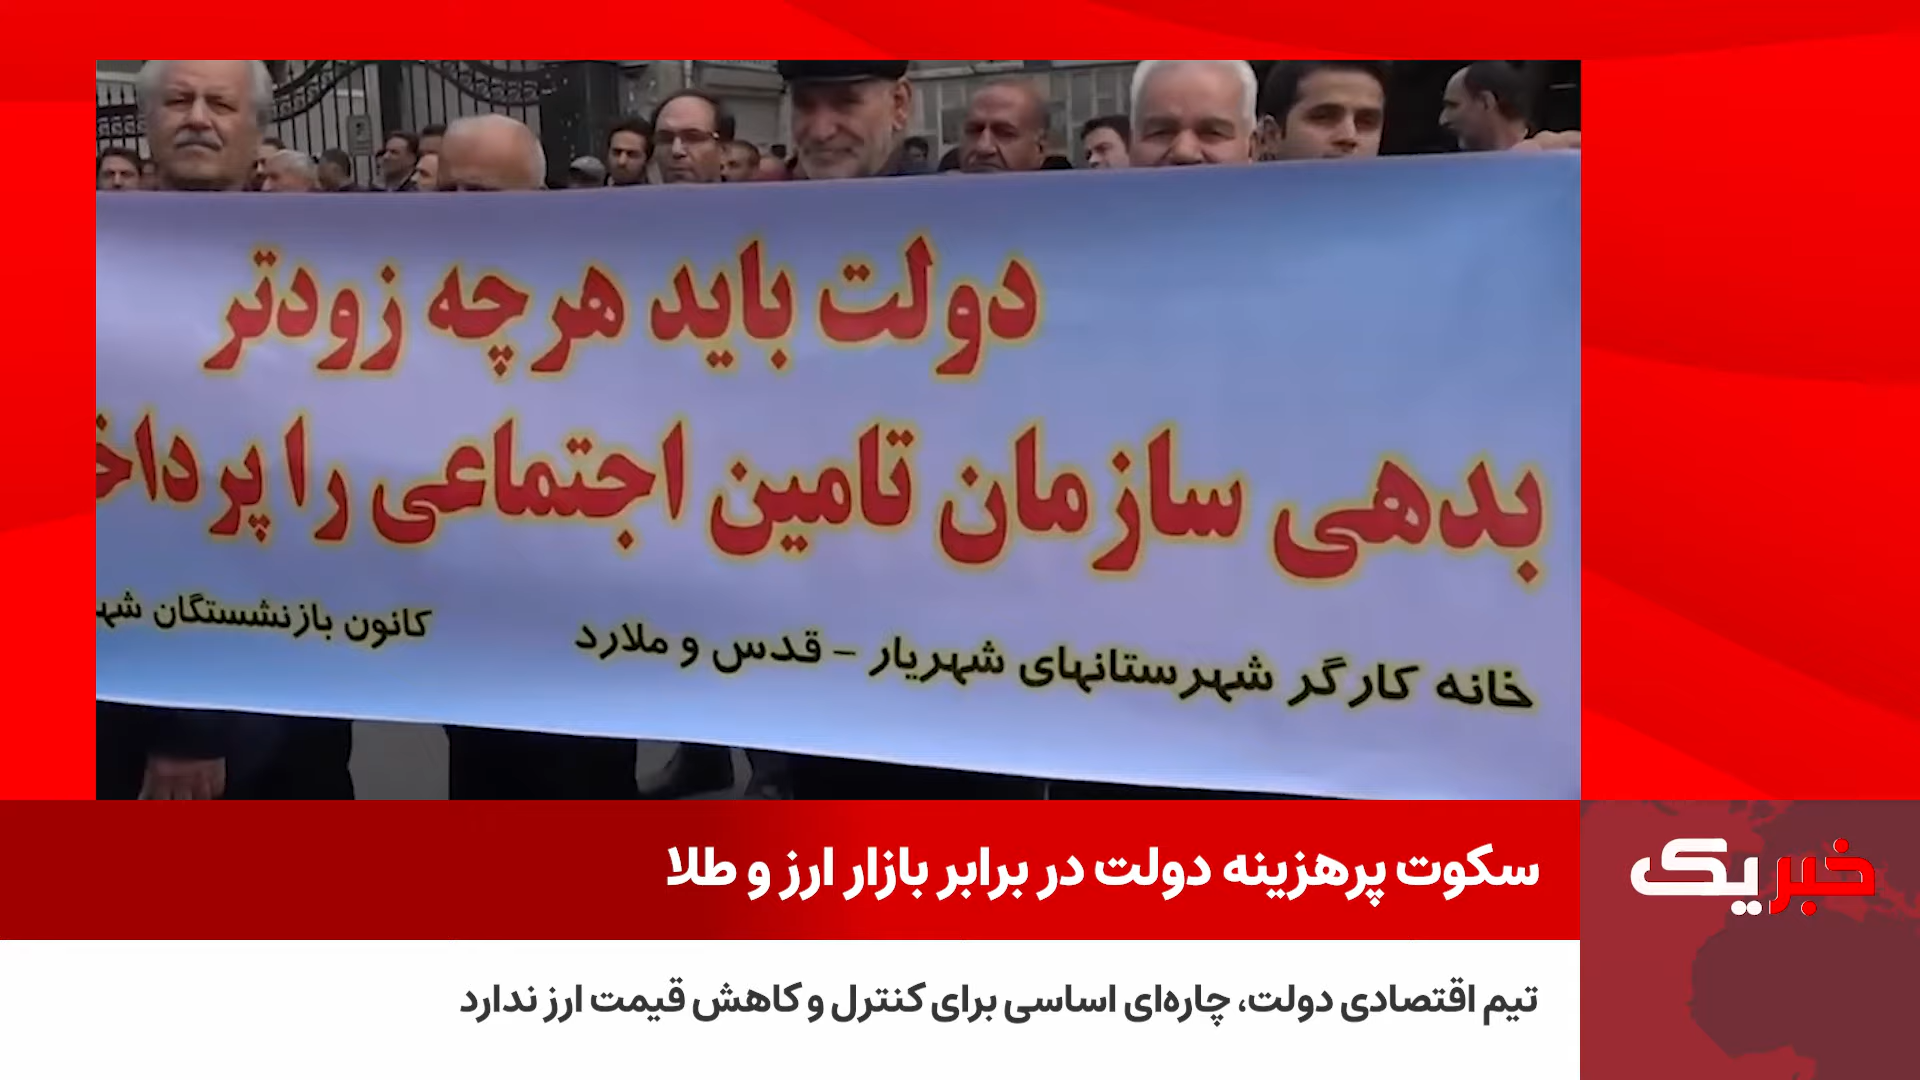 دولت باید هرچه زودتر
بدهی سازمان تامین اجتماعی را
خانه کارگر شهرستانهای شهریار - قدس و ملارد
کانون بازنشستگان
سکوت پرهزینه دولت در برابر بازار ارز و طلا
خبریک
تیم اقتصادی دولت، چاره‌ای اساسی برای کنترل و کاهش قیمت ارز ندارد